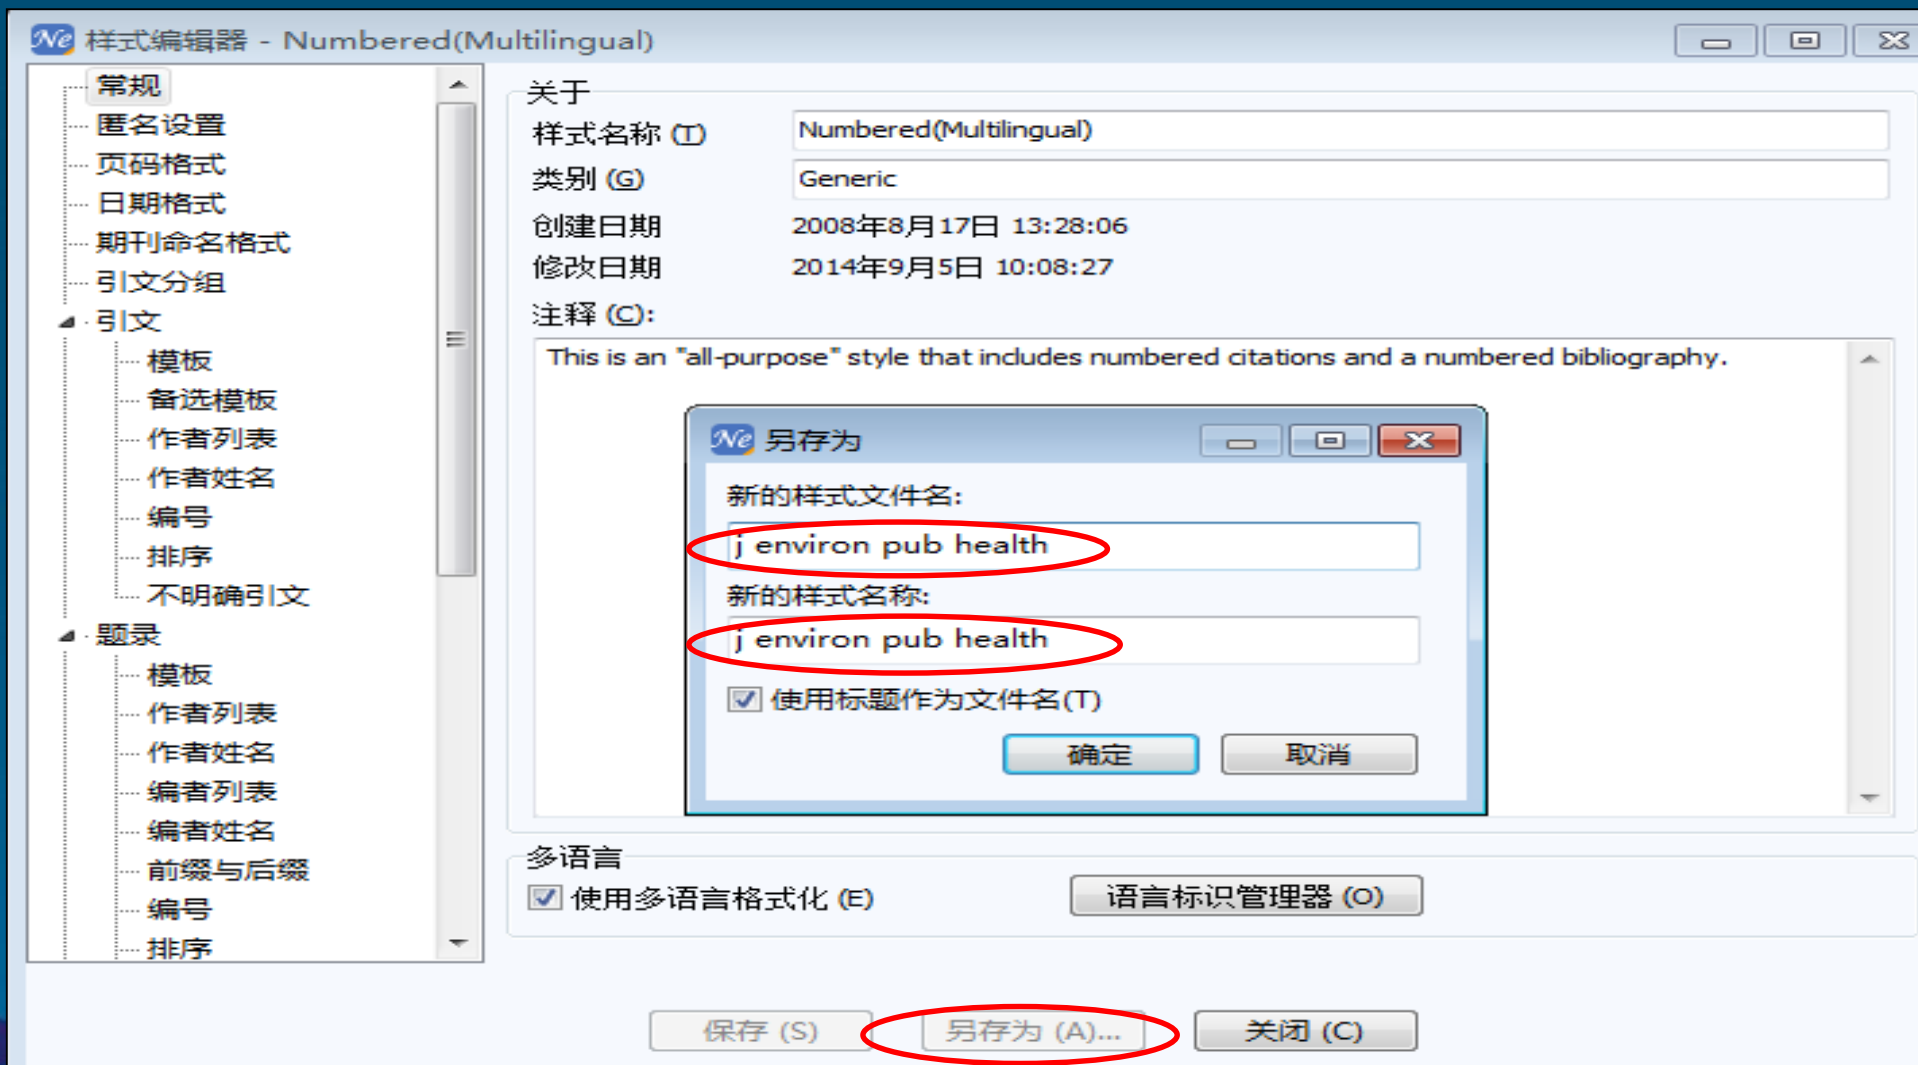 Ne 样式编辑器 - Numbered(Multilingual)
常规
匿名设置
页码格式
日期格式
期刊命名格式
引文分组
引文
模板
备选模板
作者列表
作者姓名
编号
排序
不明确引文
题录
模板
作者列表
作者姓名
编者列表
编者姓名
前缀与后缀
编号
排序
关于
样式名称 (T) Numbered(Multilingual)
类别 (G) Generic
创建日期 2008年8月17日 13:28:06
修改日期 2014年9月5日 10:08:27
注释 (C):
This is an "all-purpose" style that includes numbered citations and a numbered bibliography.
Ne 另存为
新的样式文件名:
j environ pub health
新的样式名称:
j environ pub health
使用标题作为文件名(T)
确定 取消
多语言
使用多语言格式化 (E) 语言标识管理器 (O)
保存 (S) 另存为 (A)... 关闭 (C)